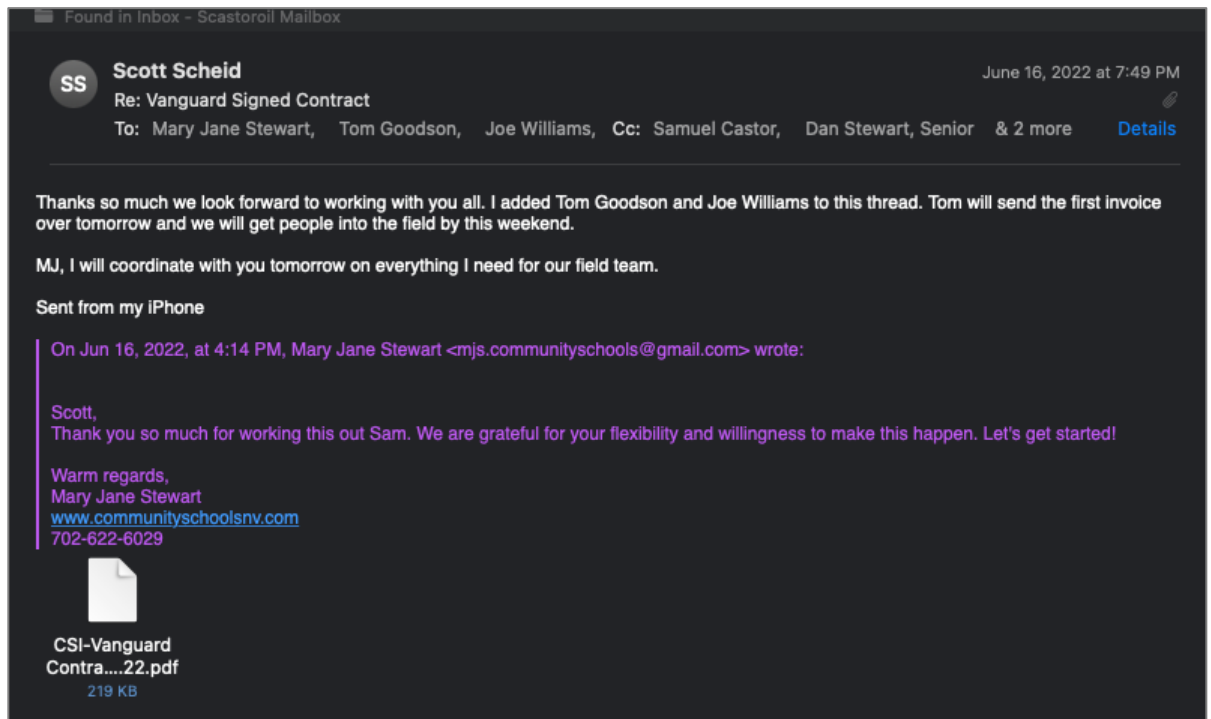 Found in Inbox - Scastoroil Mailbox
SS
Scott Scheid
June 16, 2022 at 7:49 PM
Re: Vanguard Signed Contract
To: Mary Jane Stewart, Tom Goodson, Joe Williams, Cc: Samuel Castor, Dan Stewart, Senior & 2 more Details
Thanks so much we look forward to working with you all. I added Tom Goodson and Joe Williams to this thread. Tom will send the first invoice
over tomorrow and we will get people into the field by this weekend.
MJ, I will coordinate with you tomorrow on everything I need for our field team.
Sent from my iPhone
On Jun 16, 2022, at 4:14 PM, Mary Jane Stewart <mjs.communityschools@gmail.com> wrote:
Scott,
Thank you so much for working this out Sam. We are grateful for your flexibility and willingness to make this happen. Let's get started!
Warm regards,
Mary Jane Stewart
www.communityschoolsnv.com
702-622-6029
CSI-Vanguard
Contra....22.pdf
219 KB